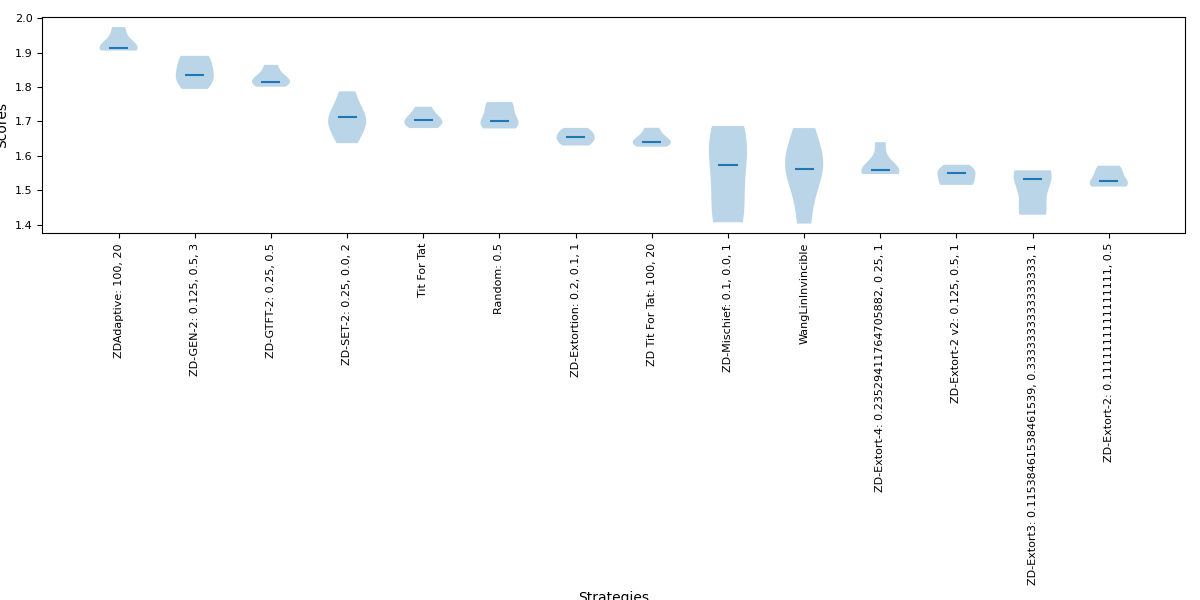 2.0
1.9
1.8
1.7
1.6
1.5
1.4
Scores
ZDAdaptive: 100, 20
ZD-GEN-2: 0.125, 0.5, 3
ZD-GTFT-2: 0.25, 0.5
ZD-SET-2: 0.25, 0.0, 2
Tit For Tat
Random: 0.5
ZD-Extortion: 0.2, 0.1, 1
ZD Tit For Tat: 100, 20
ZD-Mischief: 0.1, 0.0, 1
WangLinInvincible
ZD-Extort-4: 0.23529411764705882, 0.25, 1
ZD-Extort-2 v2: 0.125, 0.5, 1
ZD-Extort3: 0.11538461538461539, 0.3333333333333333, 1
ZD-Extort-2: 0.1111111111111111, 0.5
Strategies